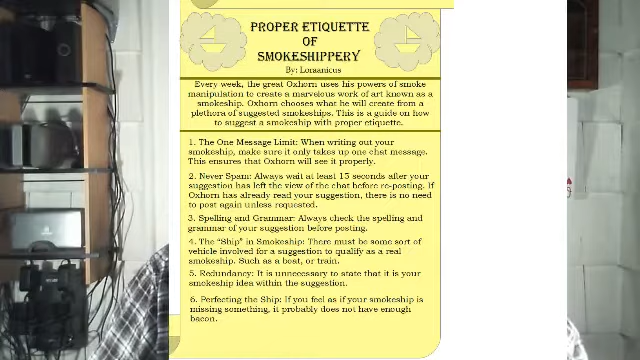 PROPER ETIQUETTE
OF
SMOKESHIPPERY
By: Loraanicus
Every week, the great Oxhorn uses his powers of smoke
manipulation to create a marvelous work of art known as a
smokeship. Oxhorn chooses what he will create from a
plethora of suggested smokeships. This is a guide on how
to suggest a smokeship with proper etiquette.
1. The One Message Limit: When writing out your
smokeship, make sure it only takes up one chat message.
This ensures that Oxhorn will see it properly.
2. Never Spam: Always wait at least 15 seconds after your
suggestion has left the view of the chat before re-posting. If
Oxhorn has already read your suggestion, there is no need
to post again unless requested.
3. Spelling and Grammar: Always check the spelling and
grammar of your suggestion before posting.
4. The "Ship" in Smokeship: There must be some sort of
vehicle involved for a suggestion to qualify as a real
smokeship. Such as a boat, or train.
5. Redundancy: It is unnecessary to state that it is your
smokeship idea within the suggestion.
6. Perfecting the Ship: If you feel as if your smokeship is
missing something, it probably does not have enough
bacon.